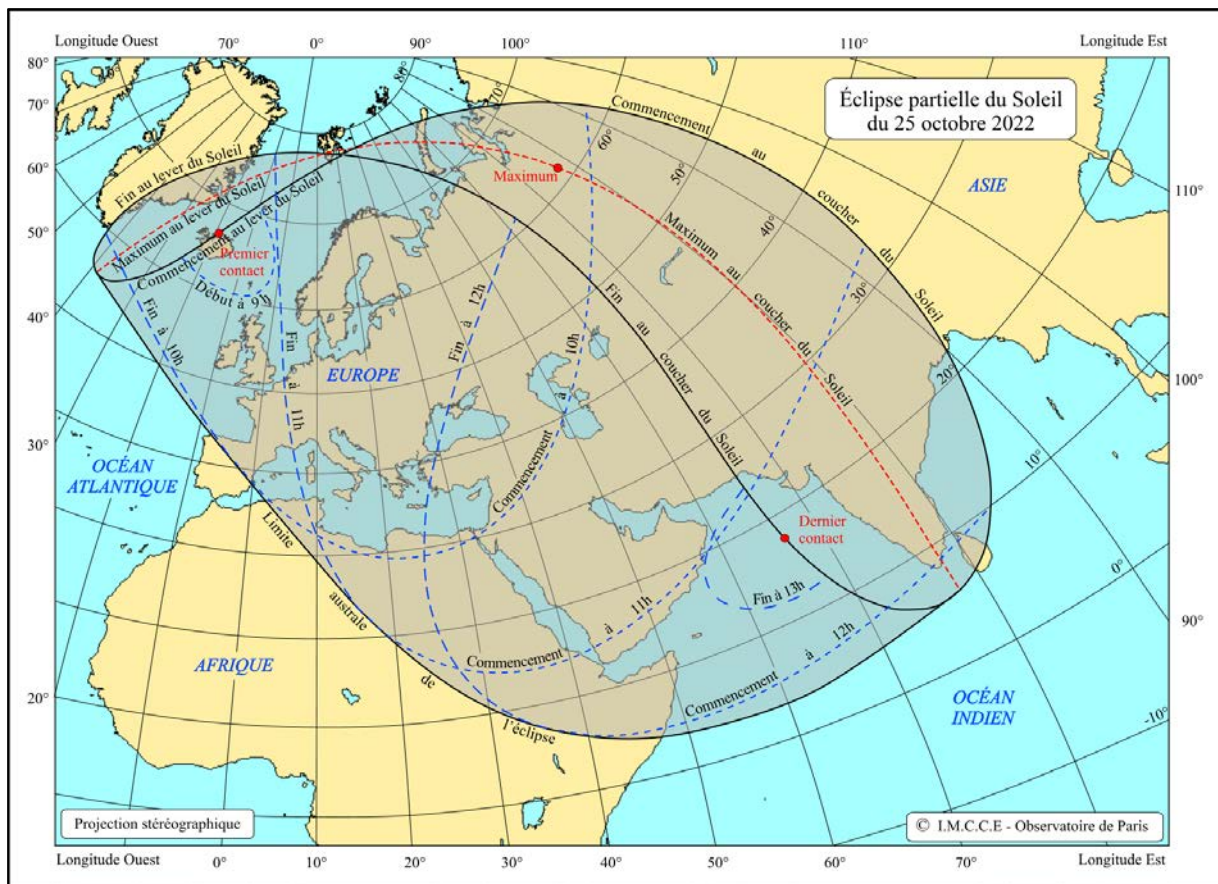 Longitude Ouest 70° 0° 90° 100° 110° Longitude Est
80°
70°
60°
50°
40°
30°
20°
110°
100°
90°
Éclipse partielle du Soleil
du 25 octobre 2022
80°
70°
60°
50°
40°
30°
20°
10°
0°
-10°
Commencement au coucher du Soleil
Fin au lever du Soleil
Maximum au lever du Soleil
Commencement au lever du Soleil
Premier
contact
Début à 9h
Maximum
Maximum au coucher du Soleil
ASIE
Fin à 10h
Fin à 11h
Fin à 12h
Commencement à 10h
Fin au coucher du Soleil
EUROPE
OCÉAN
ATLANTIQUE
Dernier
contact
Fin à 13h
Limite australe de l'éclipse
Commencement à 11h
Commencement à 12h
AFRIQUE
OCÉAN
INDIEN
Projection stéréographique
© I.M.C.C.E - Observatoire de Paris
Longitude Ouest 0° 10° 20° 30° 40° 50° 60° 70° Longitude Est